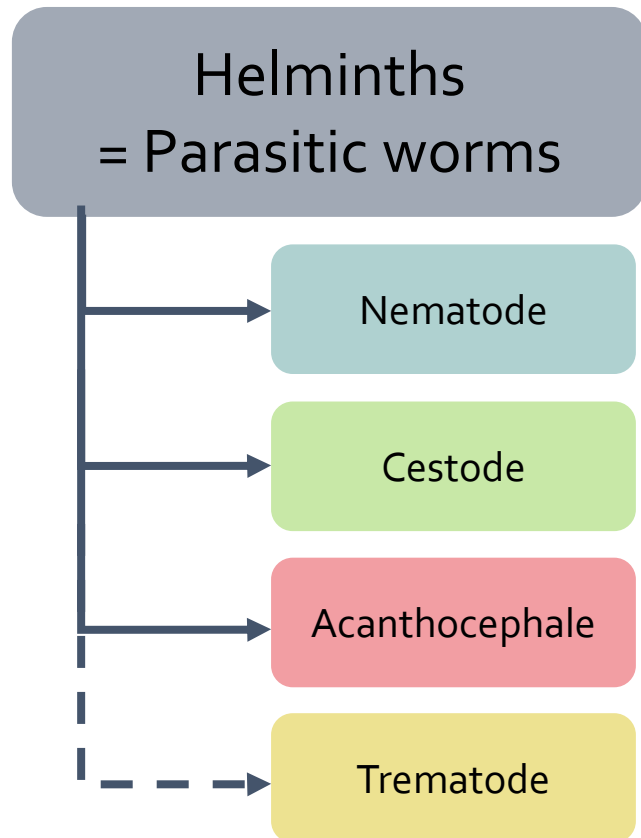 Helminths
= Parasitic worms
Nematode
Cestode
Acanthocephale
Trematode